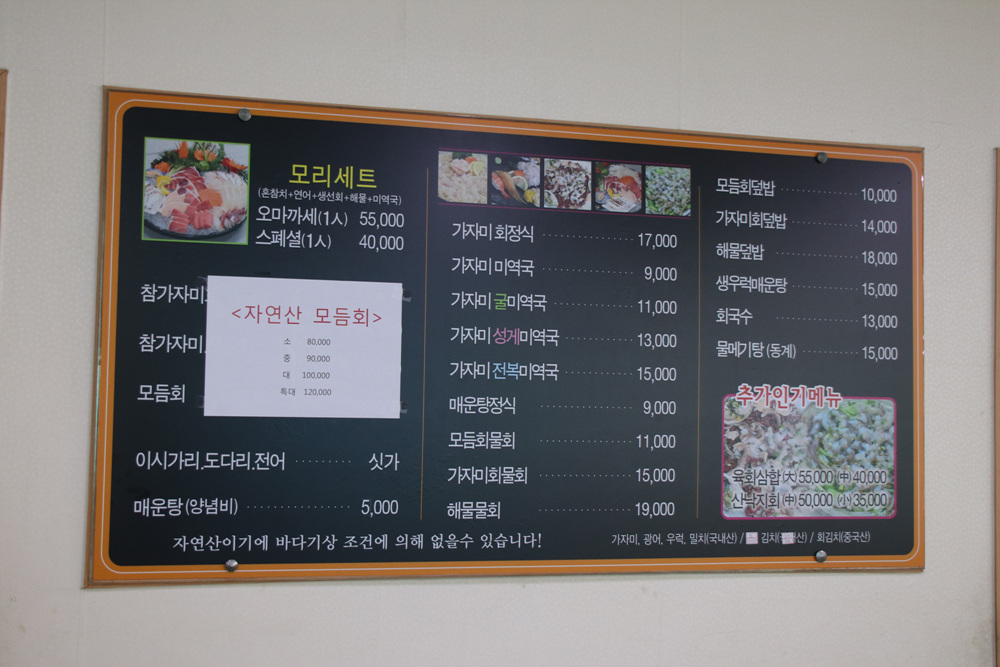 모리세트
(혼참치+연어+생선회+해물+미역국)
오마까세(1人) 55,000
스폐셜(1人) 40,000
참가자미
참가자미
모듬회
<자연산 모듬회>
소 80,000
중 90,000
대 100,000
특대 120,000
이시가리.도다리.전어 ········· 싯가
매운탕(양념비) ········· 5,000
가자미 회정식 ········· 17,000
가자미 미역국 ········· 9,000
가자미 굴미역국 ········· 11,000
가자미 성게미역국 ········· 13,000
가자미 전복미역국 ········· 15,000
매운탕정식 ········· 9,000
모듬회물회 ········· 11,000
가자미회물회 ········· 15,000
해물물회 ········· 19,000
모듬회덮밥 ········· 10,000
가자미회덮밥 ········· 14,000
해물덮밥 ········· 18,000
생우럭매운탕 ········· 15,000
회국수 ········· 13,000
물메기탕 (동계) ········· 15,000
추가인기메뉴
육회삼합 (大) 55,000 (中) 40,000
산낙지회 (中) 50,000 (小) 35,000
자연산이기에 바다기상 조건에 의해 없을수 있습니다!
가자미, 광어, 우럭, 밀치(국내산) / 김치( 산) / 회김치(중국산)